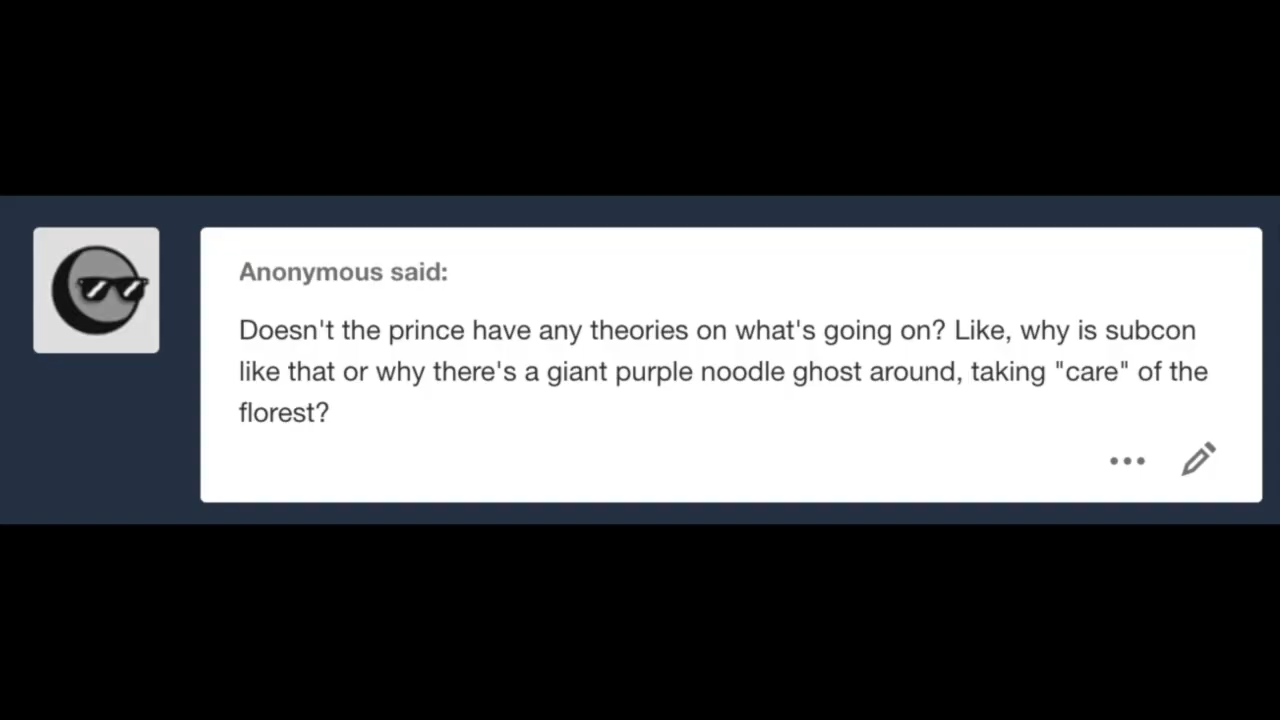 Anonymous said:
Doesn't the prince have any theories on what's going on? Like, why is subcon
like that or why there's a giant purple noodle ghost around, taking "care" of the
florest?